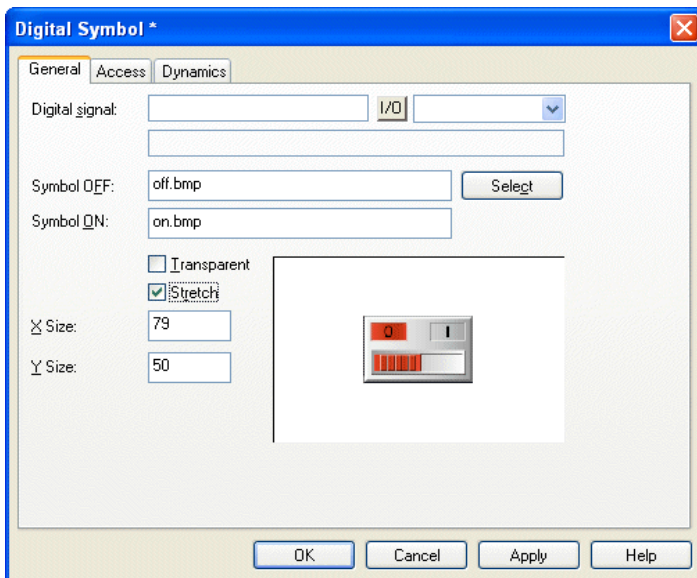 Digital Symbol *
General Access Dynamics
Digital signal: I/O
Symbol OFF: off.bmp Select
Symbol ON: on.bmp
Transparent
Stretch
X Size: 79
Y Size: 50
0 I
OK Cancel Apply Help